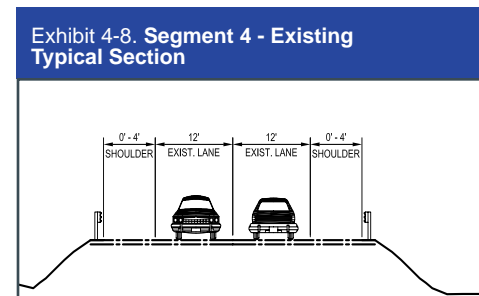 Exhibit 4-8. Segment 4 - Existing
Typical Section
0' - 4' 12' 12' 0' - 4'
SHOULDER EXIST. LANE EXIST. LANE SHOULDER